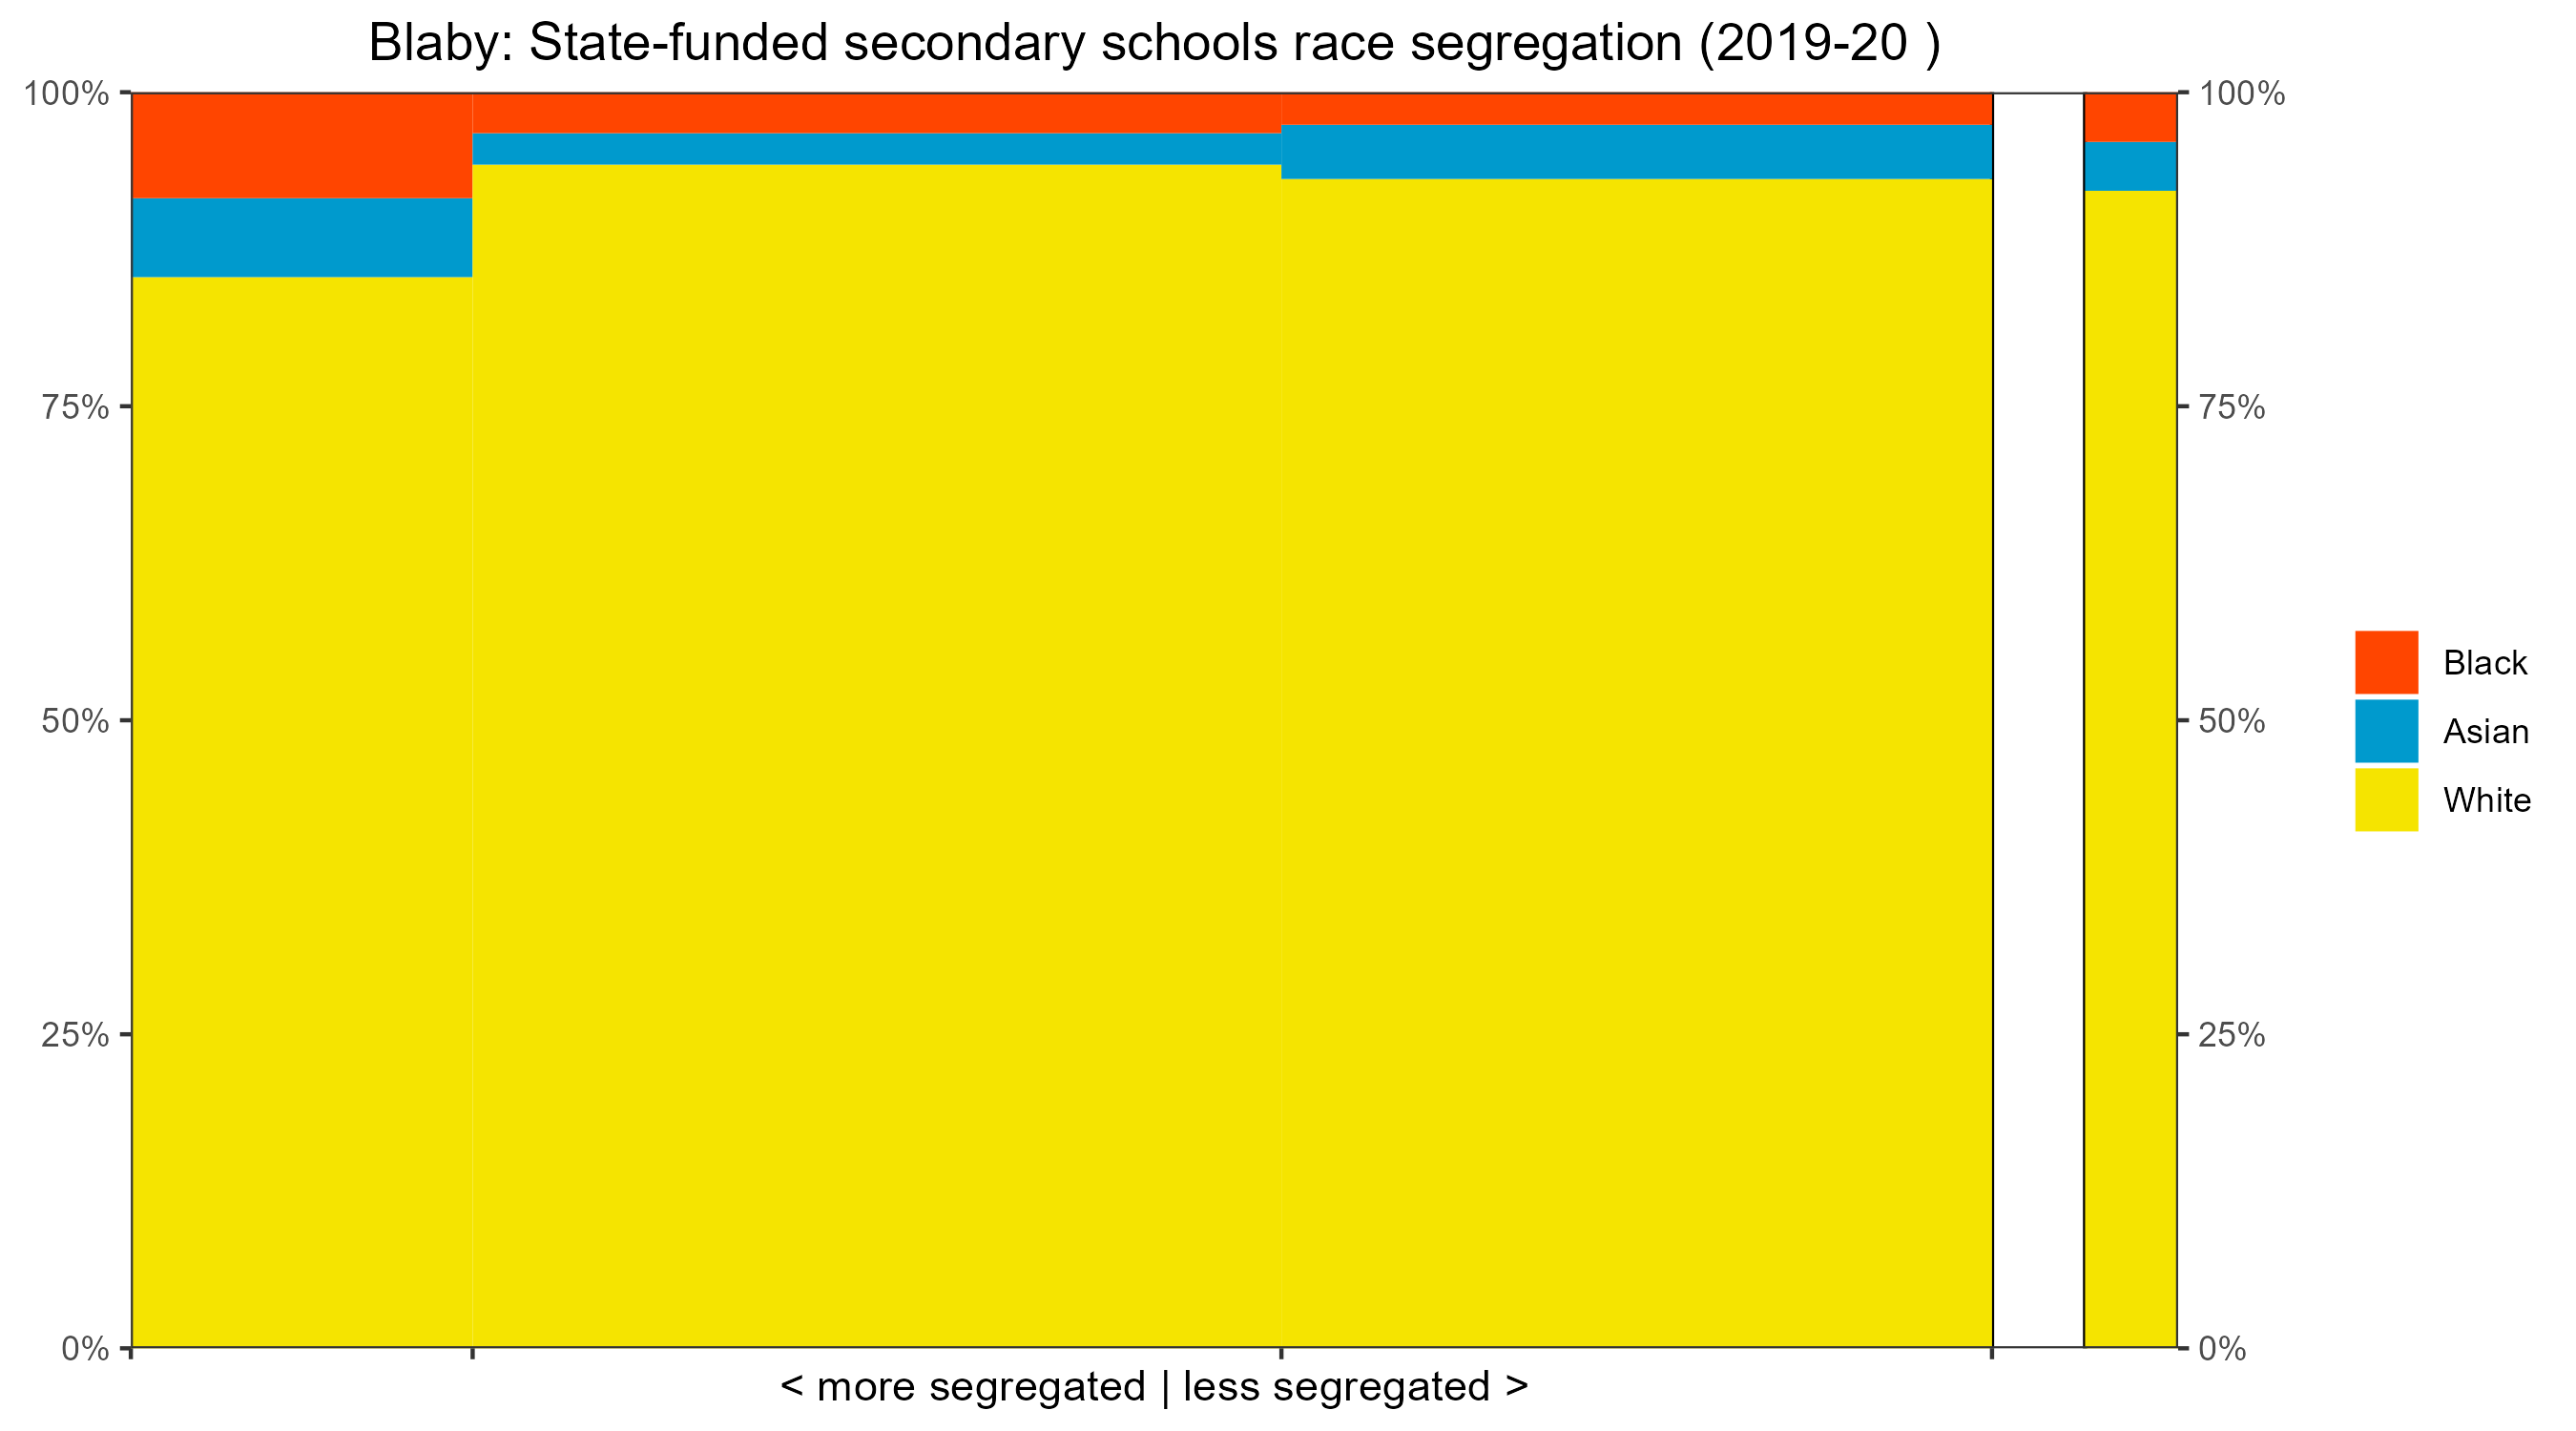 Blaby: State-funded secondary schools race segregation (2019-20 )
100%
75%
50%
25%
0%
100%
75%
50%
25%
0%
Black
Asian
White
< more segregated | less segregated >